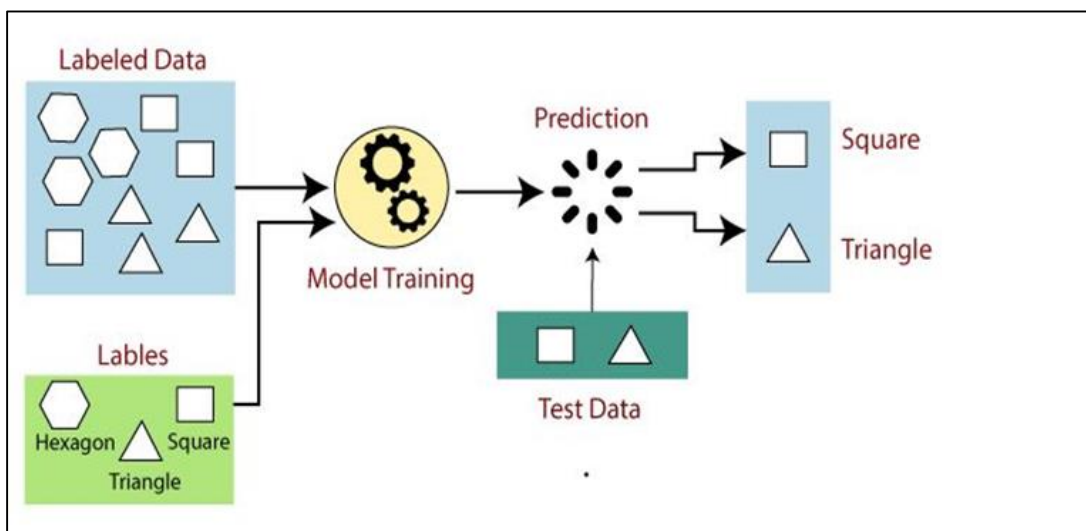 Labeled Data
Prediction
Square
Triangle
Model Training
Lables
Hexagon
Square
Triangle
Test Data